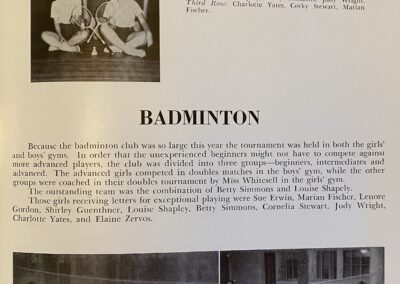 Third Row: Charlotte Yates, Corky Stewart, Marian
Fischer.
BADMINTON
Because the badminton club was so large this year the tournament was held in both the girls'
and boys' gyms. In order that the unexperienced beginners might not have to compete against
more advanced players, the club was divided into three groups—beginners, intermediates and
advanced. The advanced girls competed in doubles matches in the boys' gym, while the other
groups were coached in their doubles tournament by Miss Whitesell in the girls' gym.
The outstanding team was the combination of Betty Simmons and Louise Shapely.
Those girls receiving letters for exceptional playing were Sue Erwin, Marian Fischer, Lenore
Gordon, Shirley Guenthner, Louise Shapley, Betty Simmons, Cornelia Stewart, Judy Wright,
Charlotte Yates, and Elaine Zervos.